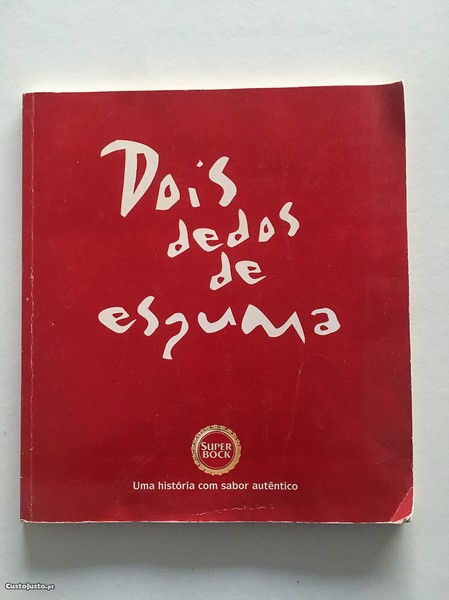 Dois
dedos
de
espuma
SUPER
BOCK
Uma história com sabor autêntico
CustoJusto.pt